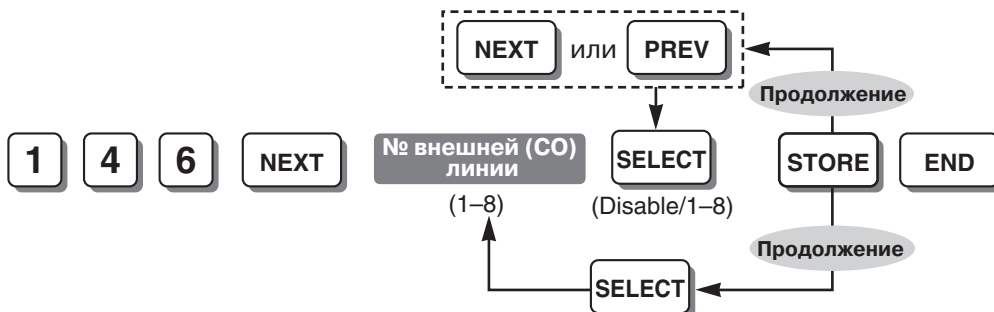 NEXT или PREV
Продолжение
1 4 6 NEXT № внешней (CO) линии SELECT STORE END
(1–8) (Disable/1–8)
Продолжение
SELECT